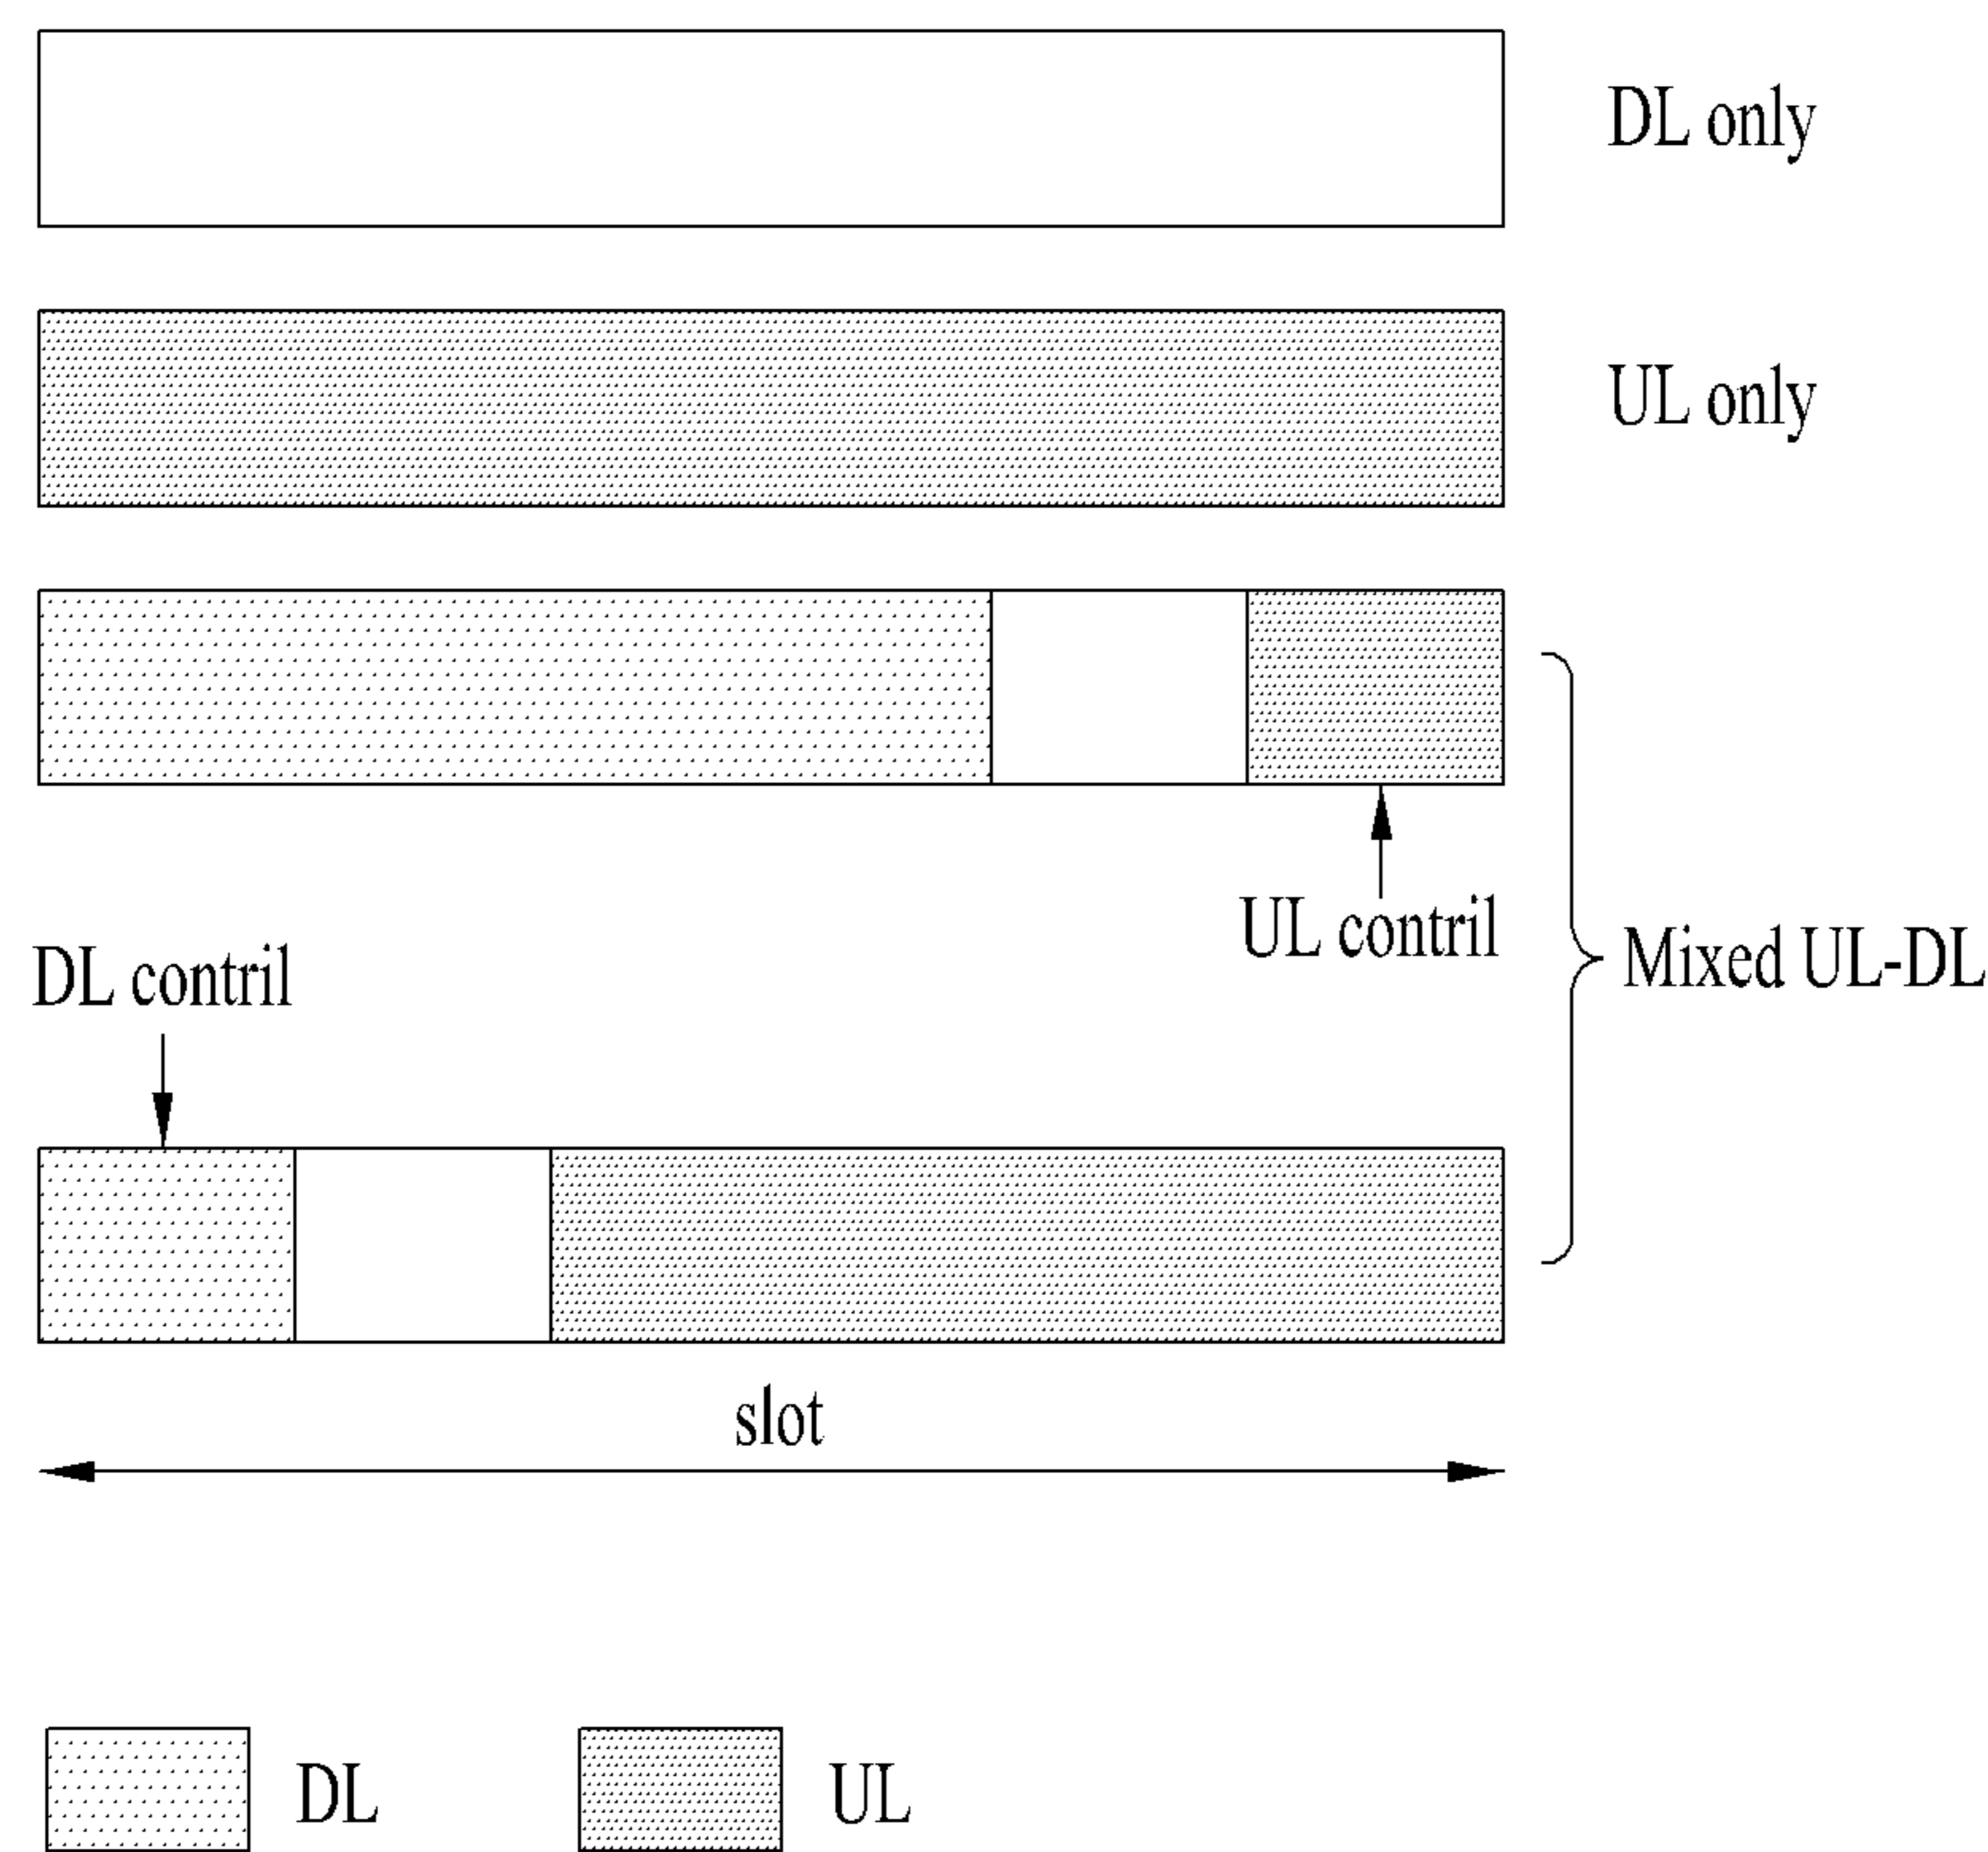 DL only
UL only
UL contril
DL contril
Mixed UL-DL
slot
DL
UL